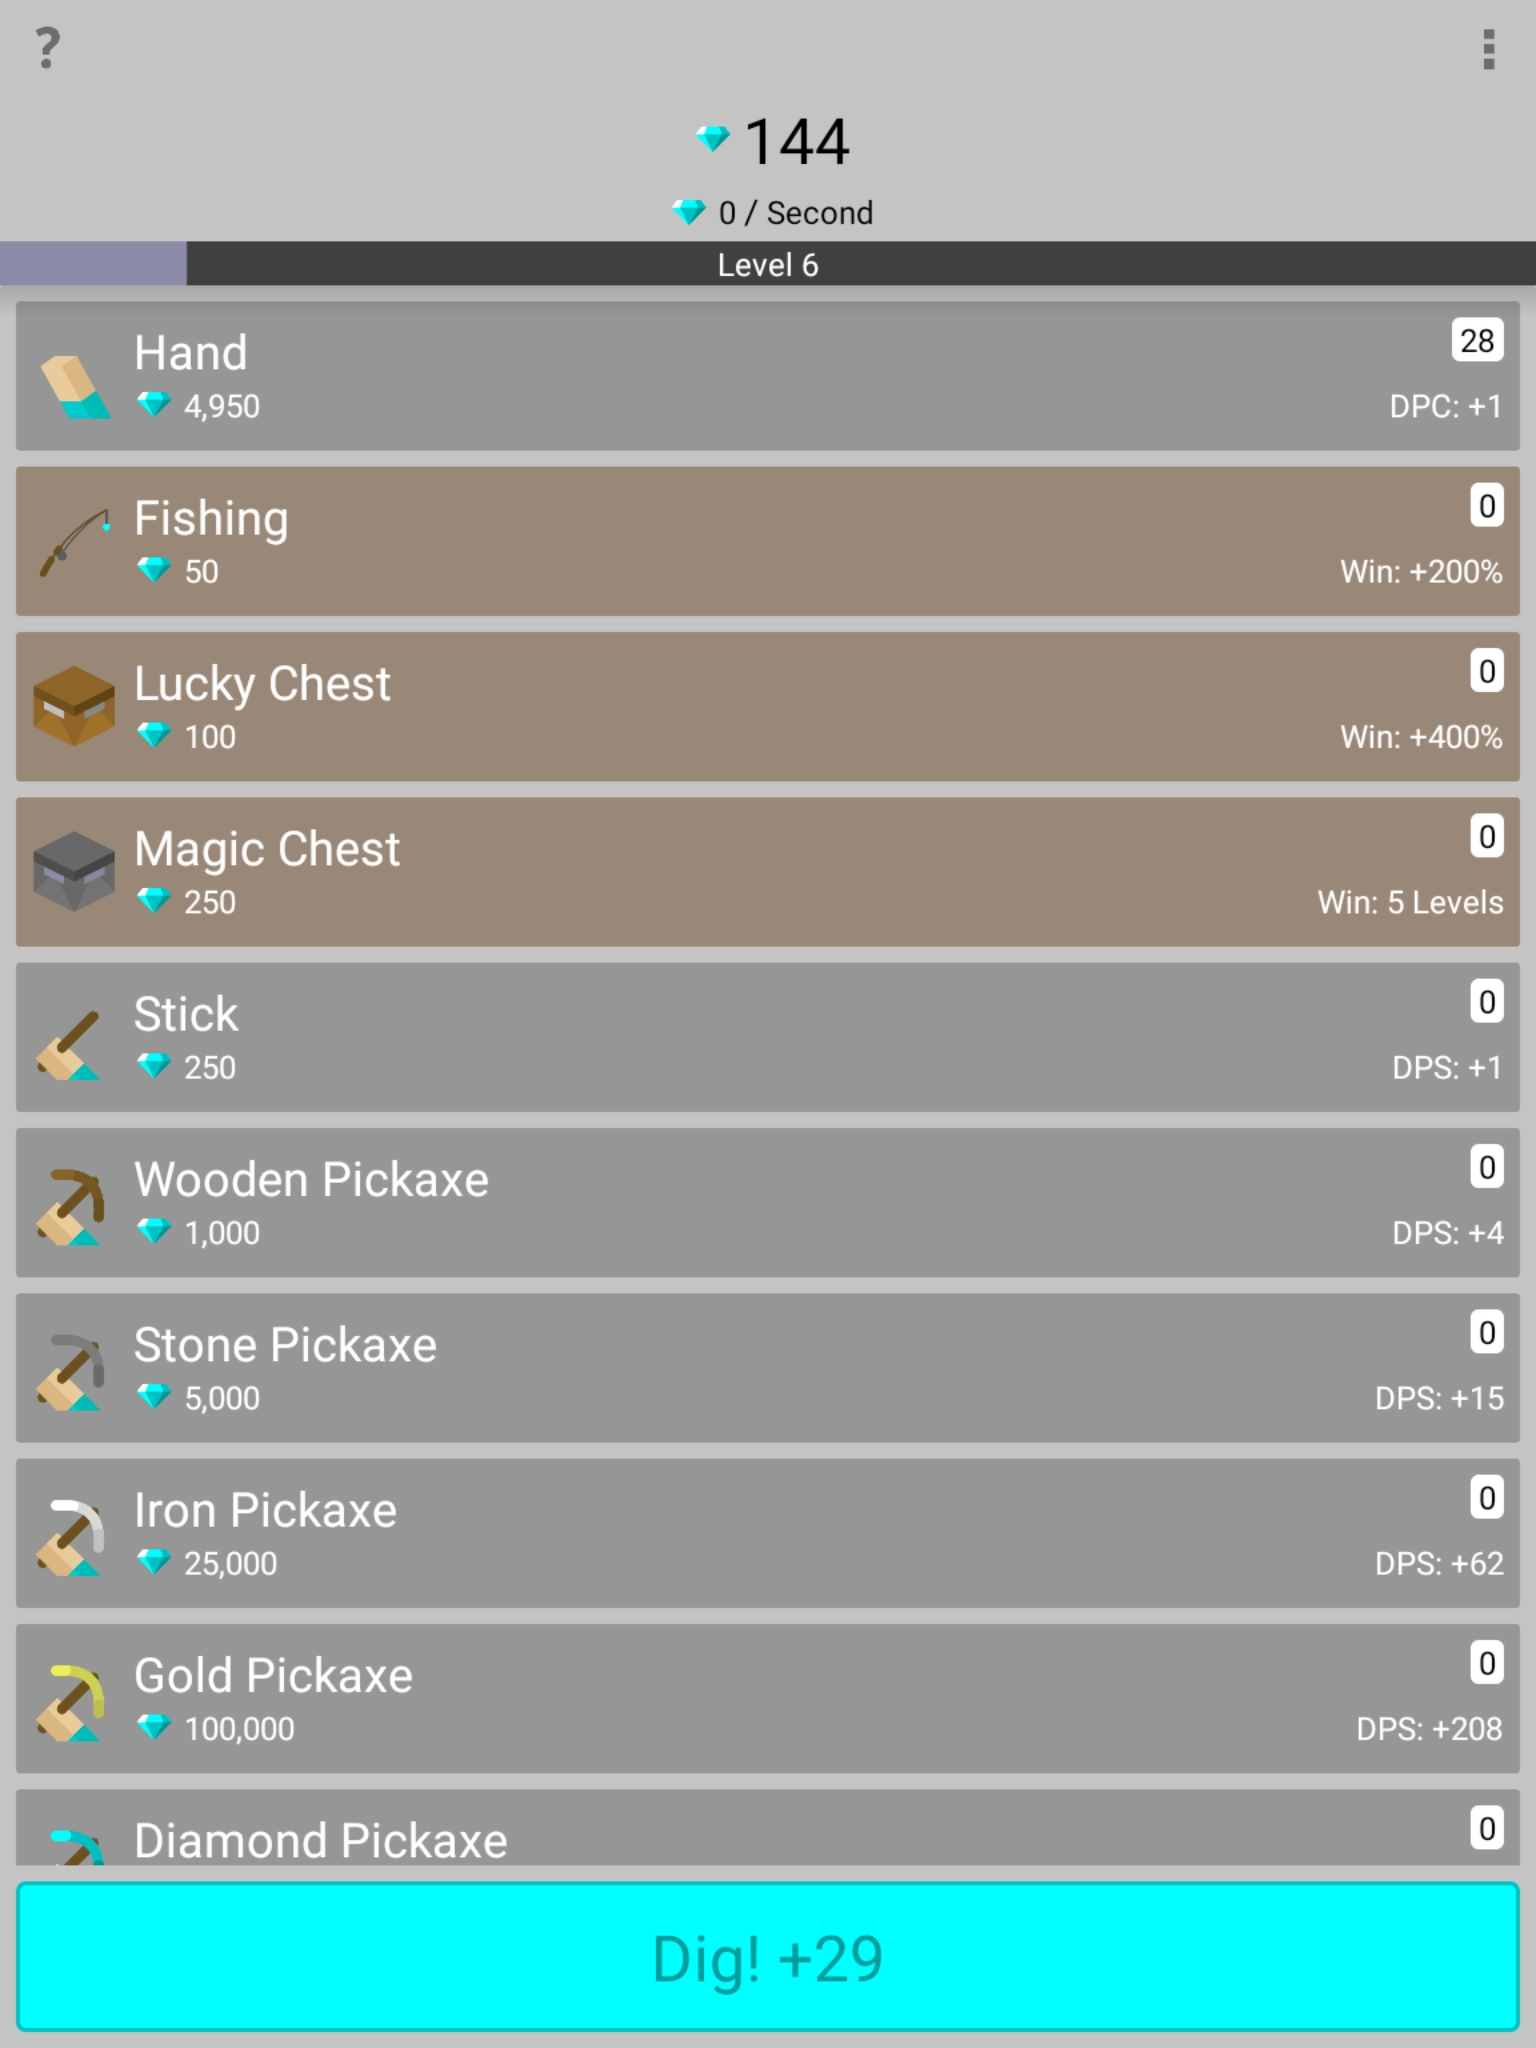 ?
144
0 / Second
Level 6
Hand
28
4,950
DPC: +1
Fishing
0
50
Win: +200%
Lucky Chest
0
100
Win: +400%
Magic Chest
0
250
Win: 5 Levels
Stick
0
250
DPS: +1
Wooden Pickaxe
0
1,000
DPS: +4
Stone Pickaxe
0
5,000
DPS: +15
Iron Pickaxe
0
25,000
DPS: +62
Gold Pickaxe
0
100,000
DPS: +208
Diamond Pickaxe
0
Dig! +29